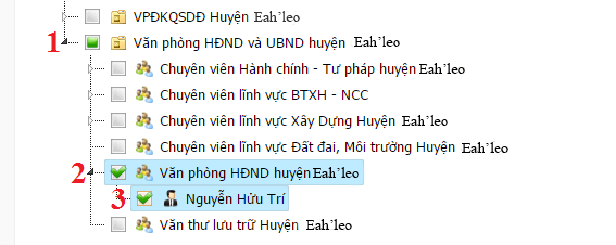 VPĐKQSDĐ Huyện Eah'leo
1 Văn phòng HĐND và UBND huyện Eah'leo
Chuyên viên Hành chính - Tư pháp huyện Eah'leo
Chuyên viên lĩnh vực BTXH - NCC
Chuyên viên lĩnh vực Xây Dựng Huyện Eah'leo
Chuyên viên lĩnh vực Đất đai, Môi trường Huyện Eah'leo
2 Văn phòng HĐND huyện Eah'leo
3 Nguyễn Hữu Trí
Văn thư lưu trữ Huyện Eah'leo